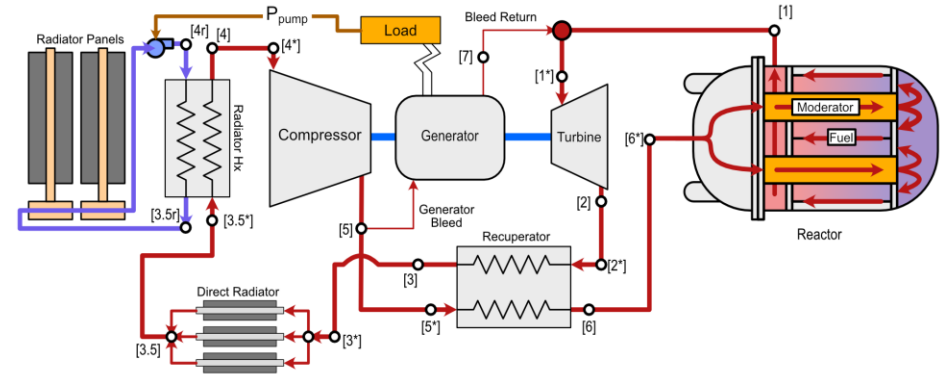 P_pump
Load
Bleed Return
[1]
Radiator Panels
[4r]
[4]
[4*]
[7]
[1*]
Radiator Hx
Compressor
Generator
Turbine
[6*]
Moderator
Fuel
[3.5r]
[3.5*]
[5]
Generator
Bleed
[2]
Reactor
Recuperator
[3]
[2*]
Direct Radiator
[5*]
[6]
[3.5]
[3*]